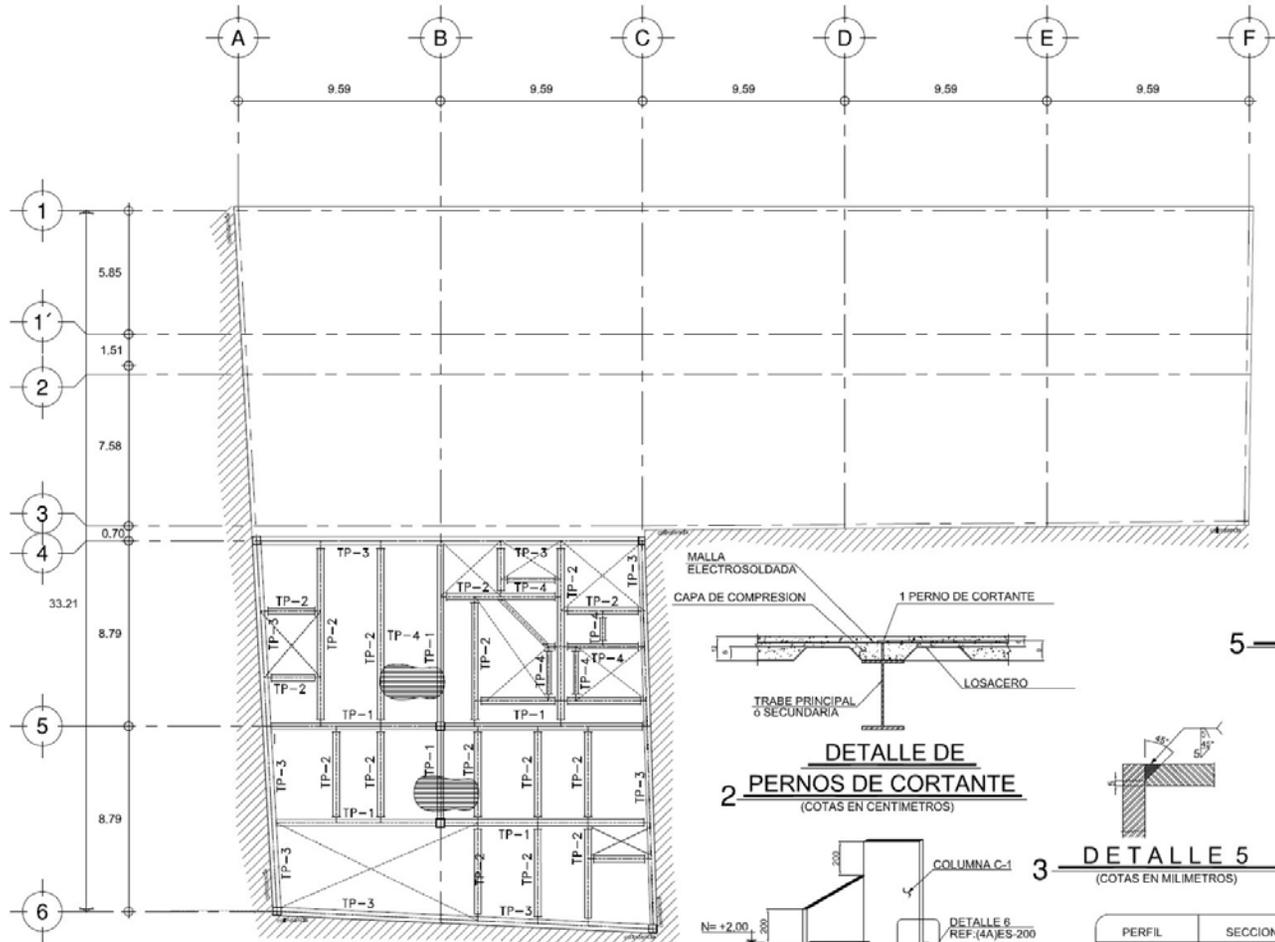 A B C D E F
9.59 9.59 9.59 9.59 9.59
1
5.85
1´
1.51
2
7.58
3
0.70
4
33.21
8.79
5
8.79
6
TP-3 TP-3 TP-3
TP-2
TP-2 TP-4
TP-2 TP-2
TP-3 TP-2 TP-2 TP-4 TP-1 TP-2 TP-4
TP-4 TP-4 TP-4
TP-2
TP-1 TP-1
TP-3 TP-2 TP-2 TP-1 TP-2 TP-3
TP-1 TP-1
TP-3 TP-2 TP-2 TP-2
TP-3 TP-3
MALLA
ELECTROSOLDADA
CAPA DE COMPRESION
1 PERNO DE CORTANTE
LOSACERO
TRABE PRINCIPAL
ó SECUNDARIA
DETALLE DE
2 PERNOS DE CORTANTE
(COTAS EN CENTIMETROS)
5
45°
45°
5
3 DETALLE 5
(COTAS EN MILIMETROS)
200
COLUMNA C-1
200
N= +2.00
DETALLE 6
REF:(4A)ES-200
PERFIL SECCION